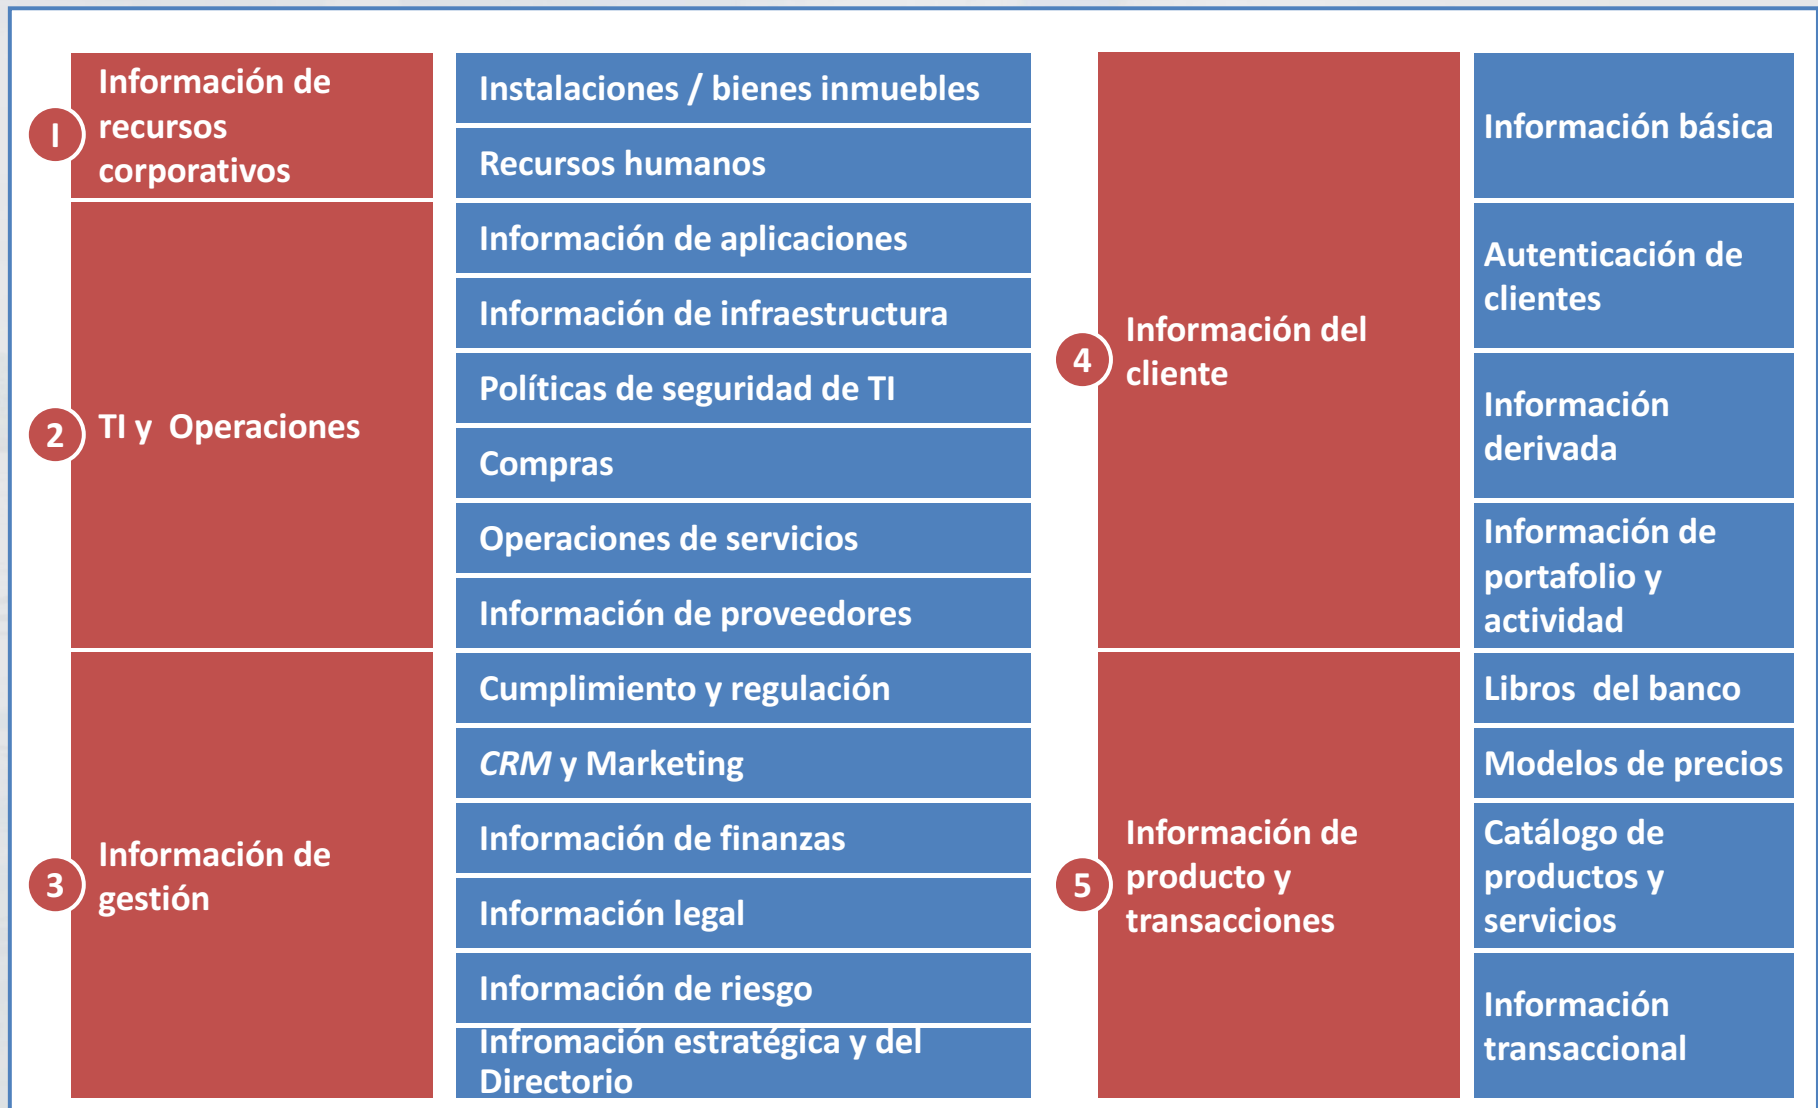 I
Información de
recursos
corporativos
Instalaciones / bienes inmuebles
Recursos humanos
2
TI y  Operaciones
Información de aplicaciones
Información de infraestructura
Políticas de seguridad de TI
Compras
Operaciones de servicios
Información de proveedores
3
Información de
gestión
Cumplimiento y regulación
CRM y Marketing
Información de finanzas
Información legal
Información de riesgo
Infromación estratégica y del
Directorio
4
Información del
cliente
Información básica
Autenticación de
clientes
Información
derivada
Información de
portafolio y
actividad
5
Información de
producto y
transacciones
Libros  del banco
Modelos de precios
Catálogo de
productos y
servicios
Información
transaccional